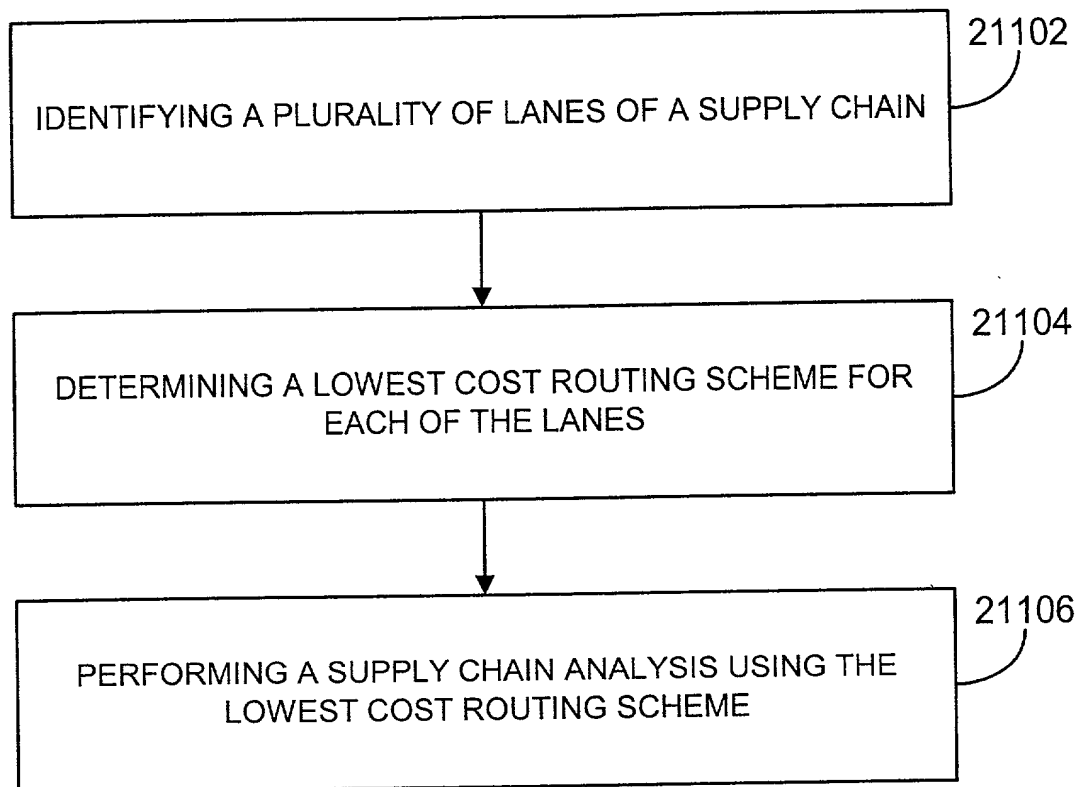 21102
IDENTIFYING A PLURALITY OF LANES OF A SUPPLY CHAIN
21104
DETERMINING A LOWEST COST ROUTING SCHEME FOR
EACH OF THE LANES
21106
PERFORMING A SUPPLY CHAIN ANALYSIS USING THE
LOWEST COST ROUTING SCHEME